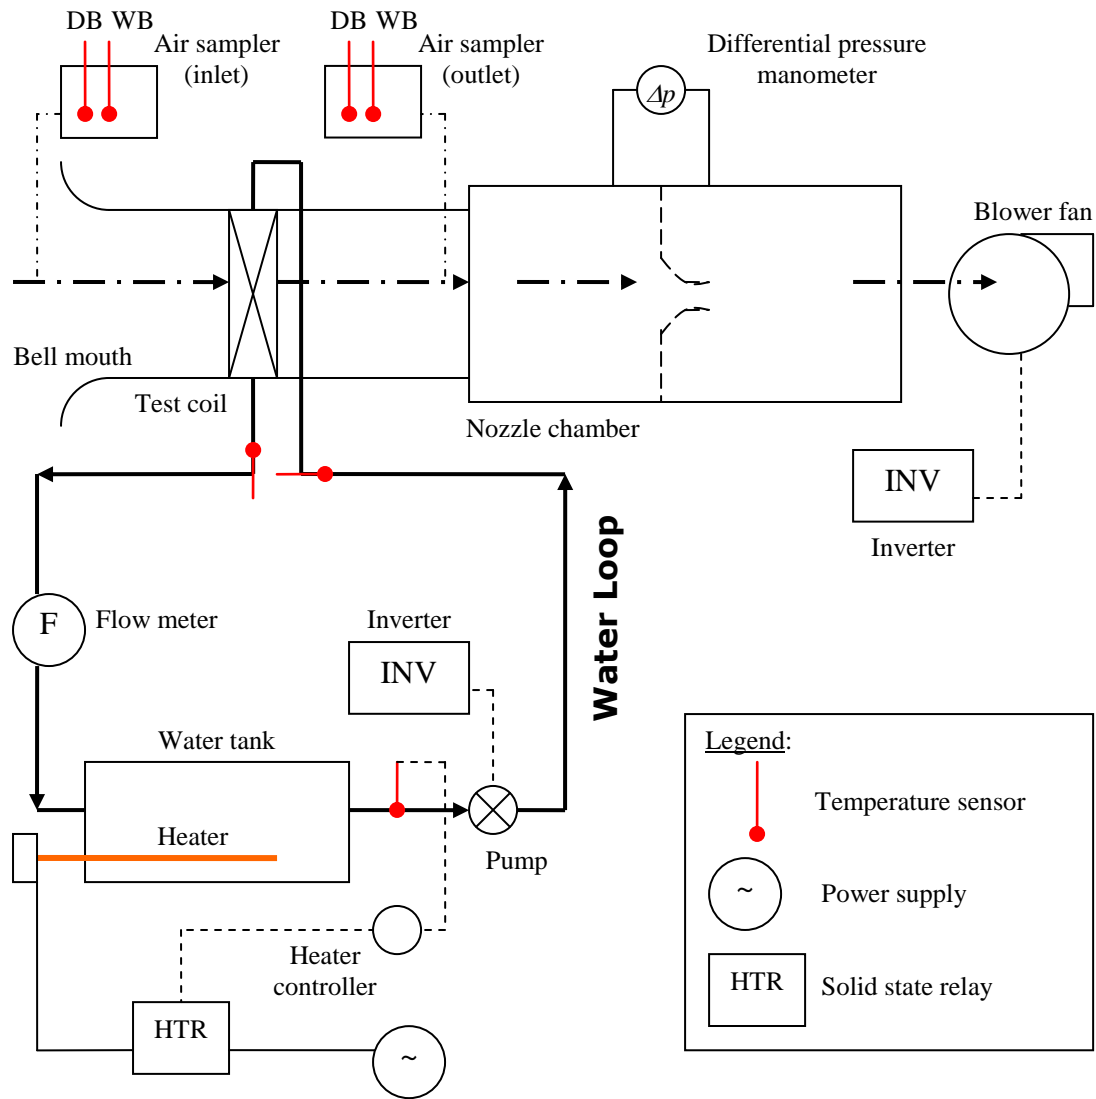 DB WB
Air sampler
(inlet)
DB WB
Air sampler
(outlet)
Differential pressure
manometer
Δp
Blower fan
Bell mouth
Test coil
Nozzle chamber
INV
Inverter
Water Loop
F
Flow meter
Inverter
INV
Water tank
Heater
Pump
Heater
controller
HTR
~
Legend:
Temperature sensor
~
Power supply
HTR
Solid state relay